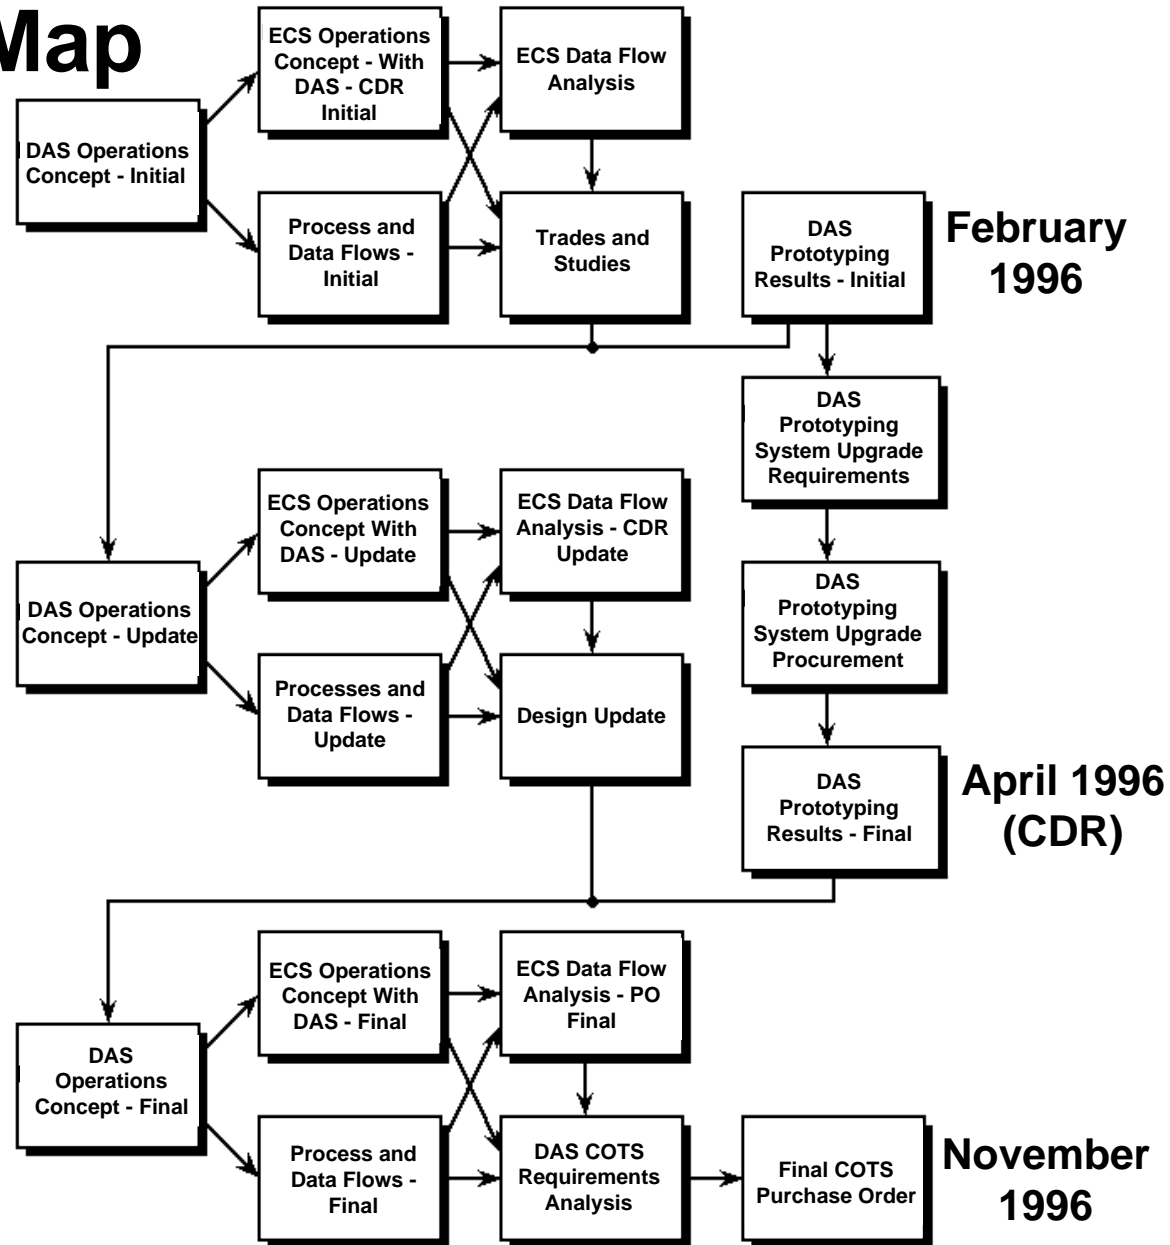 Map
ECS Operations
Concept - With
DAS - CDR
Initial
ECS Data Flow
Analysis
DAS Operations
Concept - Initial
Process and
Data Flows -
Initial
Trades and
Studies
DAS
Prototyping
Results - Initial
February
1996
DAS
Prototyping
System Upgrade
Requirements
ECS Operations
Concept With
DAS - Update
ECS Data Flow
Analysis - CDR
Update
DAS Operations
Concept - Update
DAS
Prototyping
System Upgrade
Procurement
Processes and
Data Flows -
Update
Design Update
DAS
Prototyping
Results - Final
April 1996
(CDR)
ECS Operations
Concept With
DAS - Final
ECS Data Flow
Analysis - PO
Final
DAS
Operations
Concept - Final
Process and
Data Flows -
Final
DAS COTS
Requirements
Analysis
Final COTS
Purchase Order
November
1996